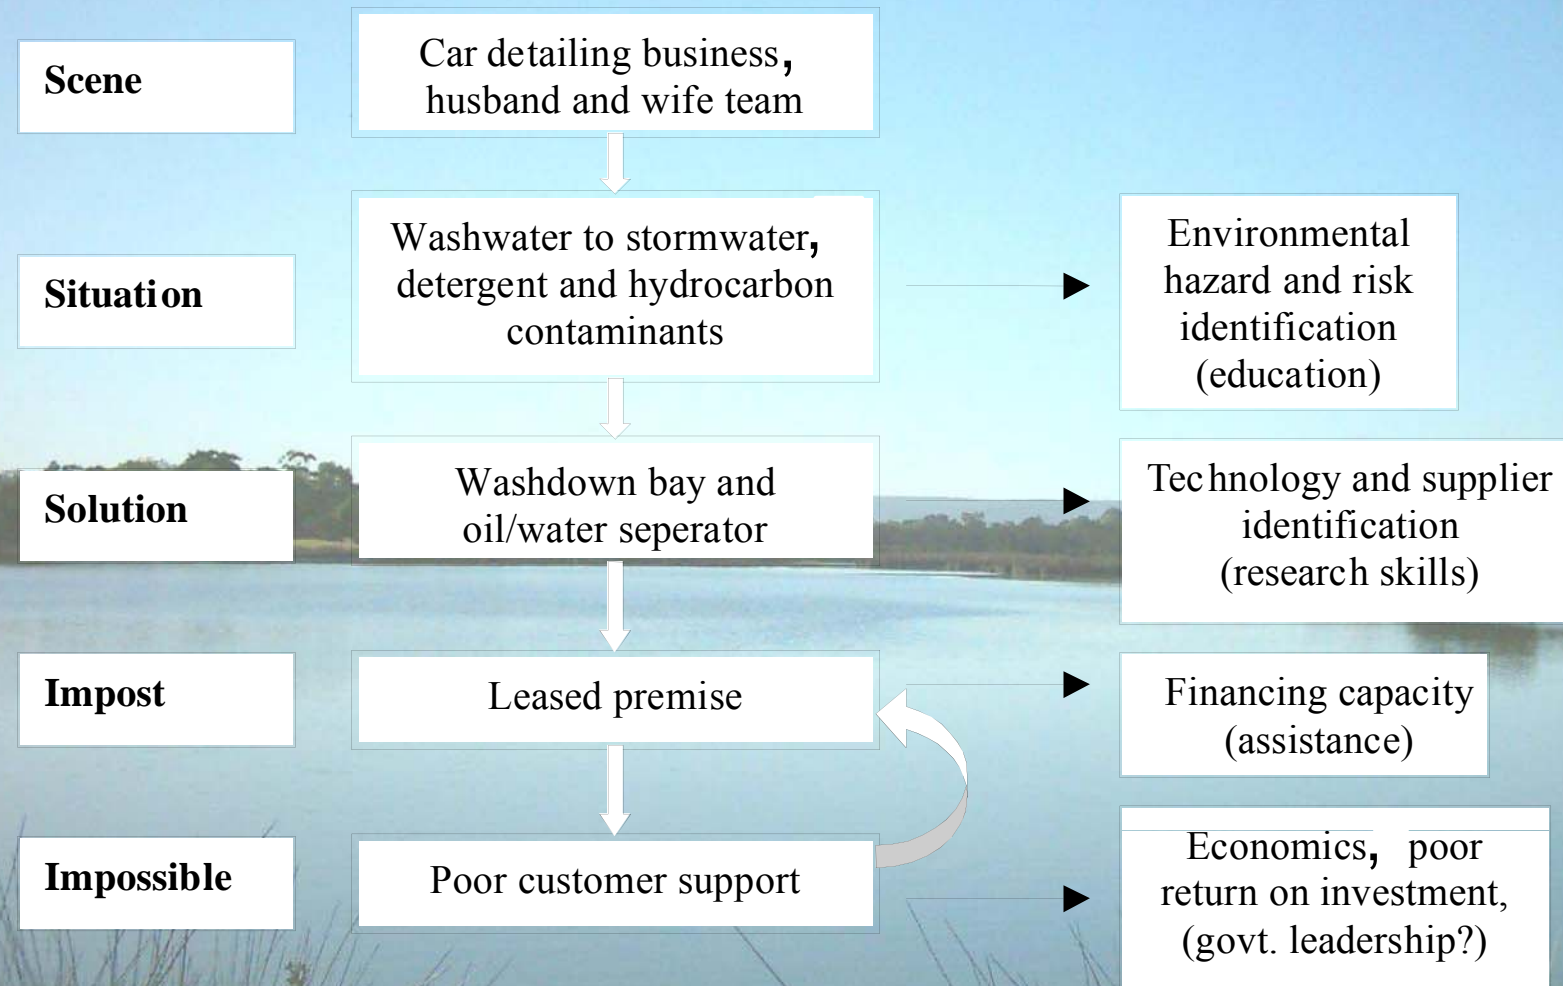 Scene
Car detailing business,
husband and wife team
Situation
Washwater to stormwater,
detergent and hydrocarbon
contaminants
Environmental
hazard and risk
identification
(education)
Solution
Washdown bay and
oil/water seperator
Technology and supplier
identification
(research skills)
Impost
Leased premise
Financing capacity
(assistance)
Impossible
Poor customer support
Economics, poor
return on investment,
(govt. leadership?)